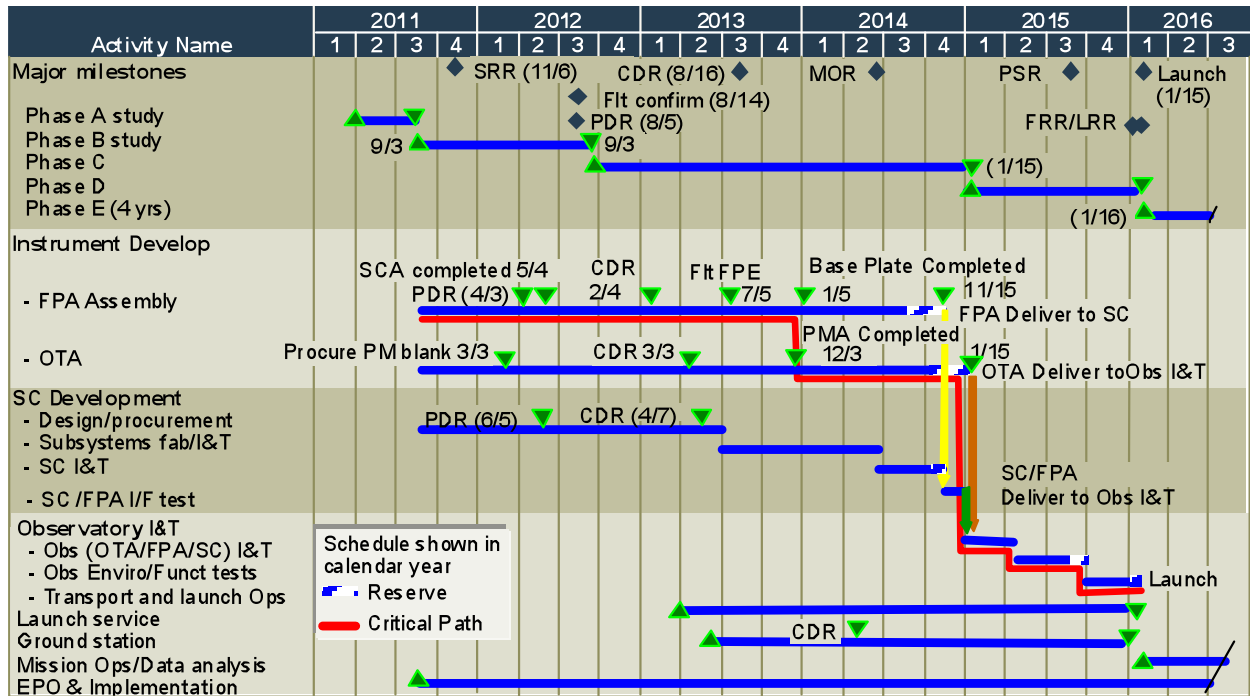 2011 2012 2013 2014 2015 2016
Activity Name 1 2 3 4 1 2 3 4 1 2 3 4 1 2 3 4 1 2 3 4 1 2 3
Major milestones SRR (11/6) CDR (8/16) MOR PSR Launch
(1/15)
Flt confirm (8/14)
Phase A study PDR (8/5) FRR/LRR
Phase B study 9/3 9/3
Phase C (1/15)
Phase D
Phase E (4 yrs) (1/16)
Instrument Develop
SCA completed 5/4 CDR Flt FPE Base Plate Completed
- FPA Assembly PDR (4/3) 2/4 7/5 1/5 11/15
FPA Deliver to SC
PMA Completed
- OTA Procure PM blank 3/3 CDR 3/3 12/3 1/15
OTA Deliver to Obs I&T
SC Development
- Design/procurement PDR (6/5) CDR (4/7)
- Subsystems fab/I&T
- SC I&T SC/FPA
- SC /FPA I/F test Deliver to Obs I&T
Observatory I&T
- Obs (OTA/FPA/SC) I&T
- Obs Enviro/Funct tests
- Transport and launch Ops Launch
Launch service
Ground station CDR
Mission Ops/Data analysis
EPO & Implementation
Schedule shown in
calendar year
Reserve
Critical Path